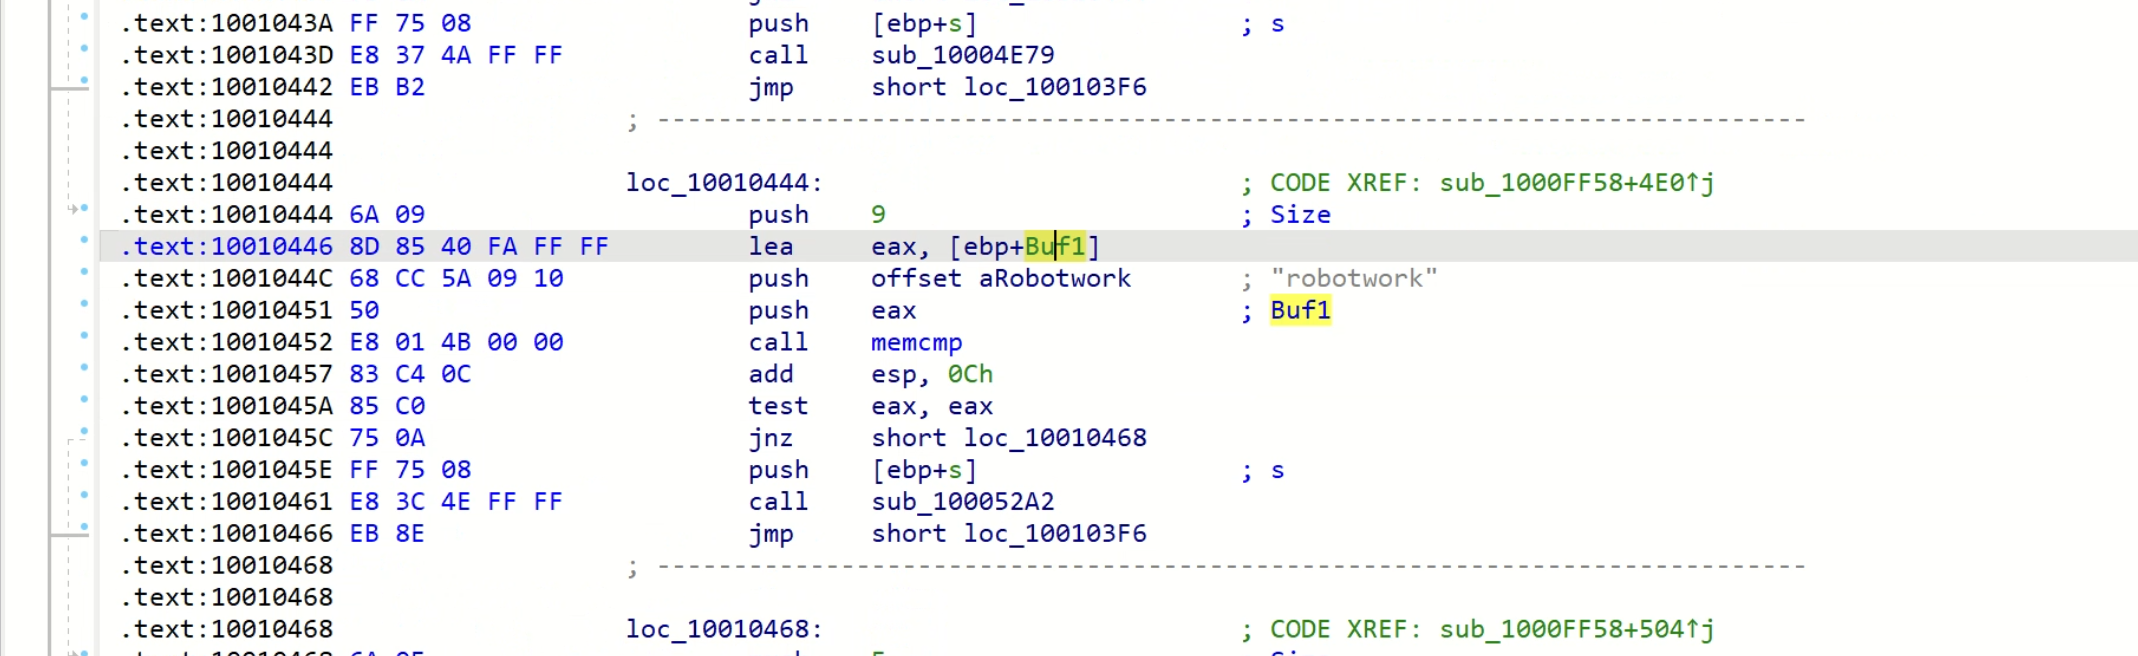 .text:1001043A FF 75 08 push [ebp+s] ; s
.text:1001043D E8 37 4A FF FF call sub_10004E79
.text:10010442 EB B2 jmp short loc_100103F6
.text:10010444 ; ---------------------------------------------------------------------------
.text:10010444
.text:10010444 loc_10010444: ; CODE XREF: sub_1000FF58+4E0↑j
.text:10010444 6A 09 push 9 ; Size
.text:10010446 8D 85 40 FA FF FF lea eax, [ebp+Buf1]
.text:1001044C 68 CC 5A 09 10 push offset aRobotwork ; "robotwork"
.text:10010451 50 push eax ; Buf1
.text:10010452 E8 01 4B 00 00 call memcmp
.text:10010457 83 C4 0C add esp, 0Ch
.text:1001045A 85 C0 test eax, eax
.text:1001045C 75 0A jnz short loc_10010468
.text:1001045E FF 75 08 push [ebp+s] ; s
.text:10010461 E8 3C 4E FF FF call sub_100052A2
.text:10010466 EB 8E jmp short loc_100103F6
.text:10010468 ; ---------------------------------------------------------------------------
.text:10010468
.text:10010468 loc_10010468: ; CODE XREF: sub_1000FF58+504↑j